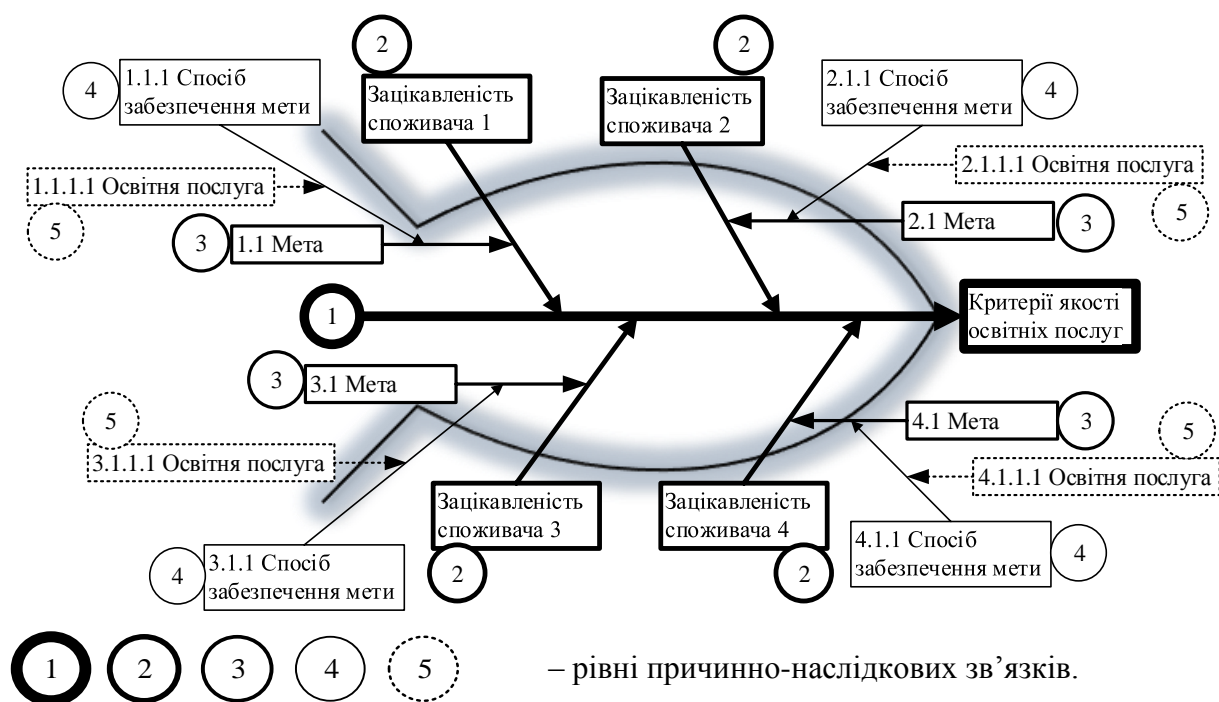 2
2
4
1.1.1 Спосіб
забезпечення мети
Зацікавленість
споживача 1
Зацікавленість
споживача 2
2.1.1 Спосіб
забезпечення мети
4
1.1.1.1 Освітня послуга
2.1.1.1 Освітня послуга
5
5
3
1.1 Мета
2.1 Мета
3
1
Критерії якості
освітніх послуг
3
3.1 Мета
4.1 Мета
3
5
5
3.1.1.1 Освітня послуга
4.1.1.1 Освітня послуга
Зацікавленість
споживача 3
Зацікавленість
споживача 4
4
3.1.1 Спосіб
забезпечення мети
2
2
4.1.1 Спосіб
забезпечення мети
4
1 2 3 4 5 – рівні причинно-наслідкових зв’язків.